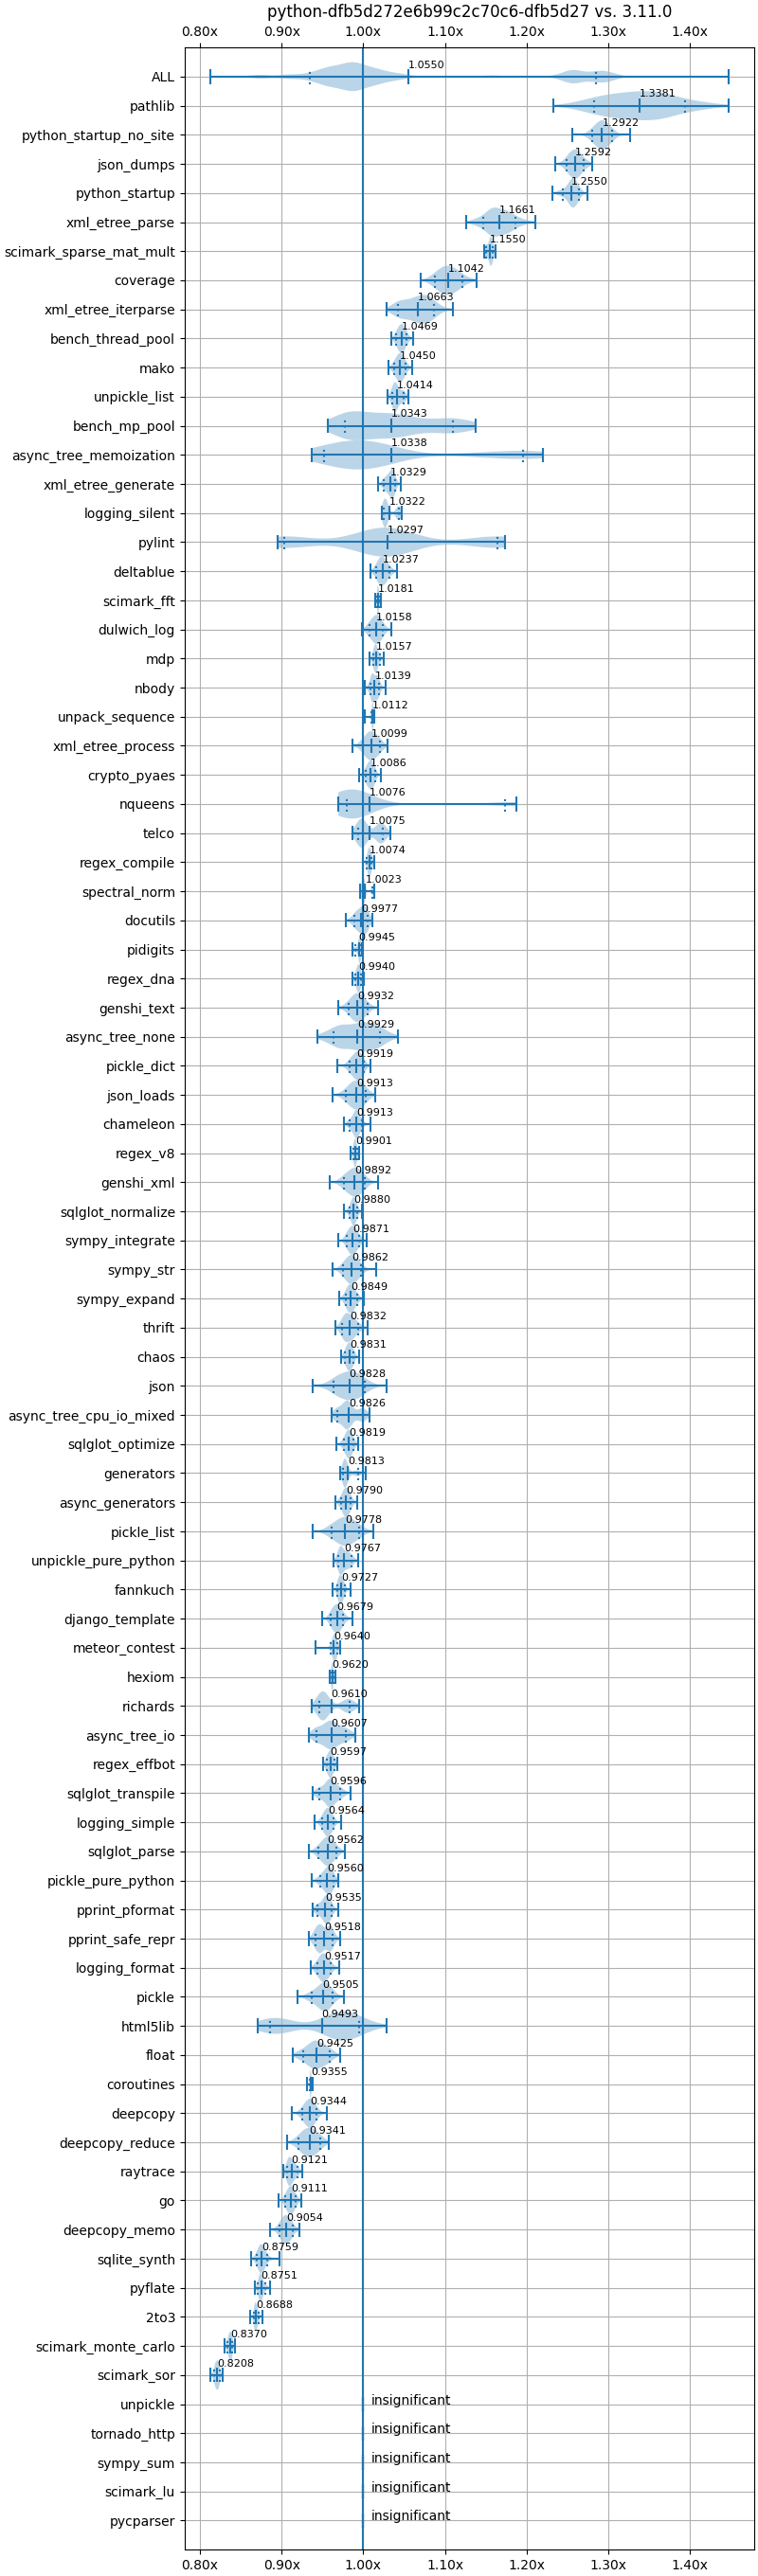 python-dfb5d272e6b99c2c70c6-dfb5d27 vs. 3.11.0
0.80x 0.90x 1.00x 1.10x 1.20x 1.30x 1.40x
ALL 1.0550
pathlib 1.3381
python_startup_no_site 1.2922
json_dumps 1.2592
python_startup 1.2550
xml_etree_parse 1.1661
scimark_sparse_mat_mult 1.1550
coverage 1.1042
xml_etree_iterparse 1.0663
bench_thread_pool 1.0469
mako 1.0450
unpickle_list 1.0414
bench_mp_pool 1.0343
async_tree_memoization 1.0338
xml_etree_generate 1.0329
logging_silent 1.0322
pylint 1.0297
deltablue 1.0237
scimark_fft 1.0181
dulwich_log 1.0158
mdp 1.0157
nbody 1.0139
unpack_sequence 1.0112
xml_etree_process 1.0099
crypto_pyaes 1.0086
nqueens 1.0076
telco 1.0075
regex_compile 1.0074
spectral_norm 1.0023
docutils 0.9977
pidigits 0.9945
regex_dna 0.9940
genshi_text 0.9932
async_tree_none 0.9929
pickle_dict 0.9919
json_loads 0.9913
chameleon 0.9913
regex_v8 0.9901
genshi_xml 0.9892
sqlglot_normalize 0.9880
sympy_integrate 0.9871
sympy_str 0.9862
sympy_expand 0.9849
thrift 0.9832
chaos 0.9831
json 0.9828
async_tree_cpu_io_mixed 0.9826
sqlglot_optimize 0.9819
generators 0.9813
async_generators 0.9790
pickle_list 0.9778
unpickle_pure_python 0.9767
fannkuch 0.9727
django_template 0.9679
meteor_contest 0.9640
hexiom 0.9620
richards 0.9610
async_tree_io 0.9607
regex_effbot 0.9597
sqlglot_transpile 0.9596
logging_simple 0.9564
sqlglot_parse 0.9562
pickle_pure_python 0.9560
pprint_pformat 0.9535
pprint_safe_repr 0.9518
logging_format 0.9517
pickle 0.9505
html5lib 0.9493
float 0.9425
coroutines 0.9355
deepcopy 0.9344
deepcopy_reduce 0.9341
raytrace 0.9121
go 0.9111
deepcopy_memo 0.9054
sqlite_synth 0.8759
pyflate 0.8751
2to3 0.8688
scimark_monte_carlo 0.8370
scimark_sor 0.8208
unpickle insignificant
tornado_http insignificant
sympy_sum insignificant
scimark_lu insignificant
pycparser insignificant
0.80x 0.90x 1.00x 1.10x 1.20x 1.30x 1.40x